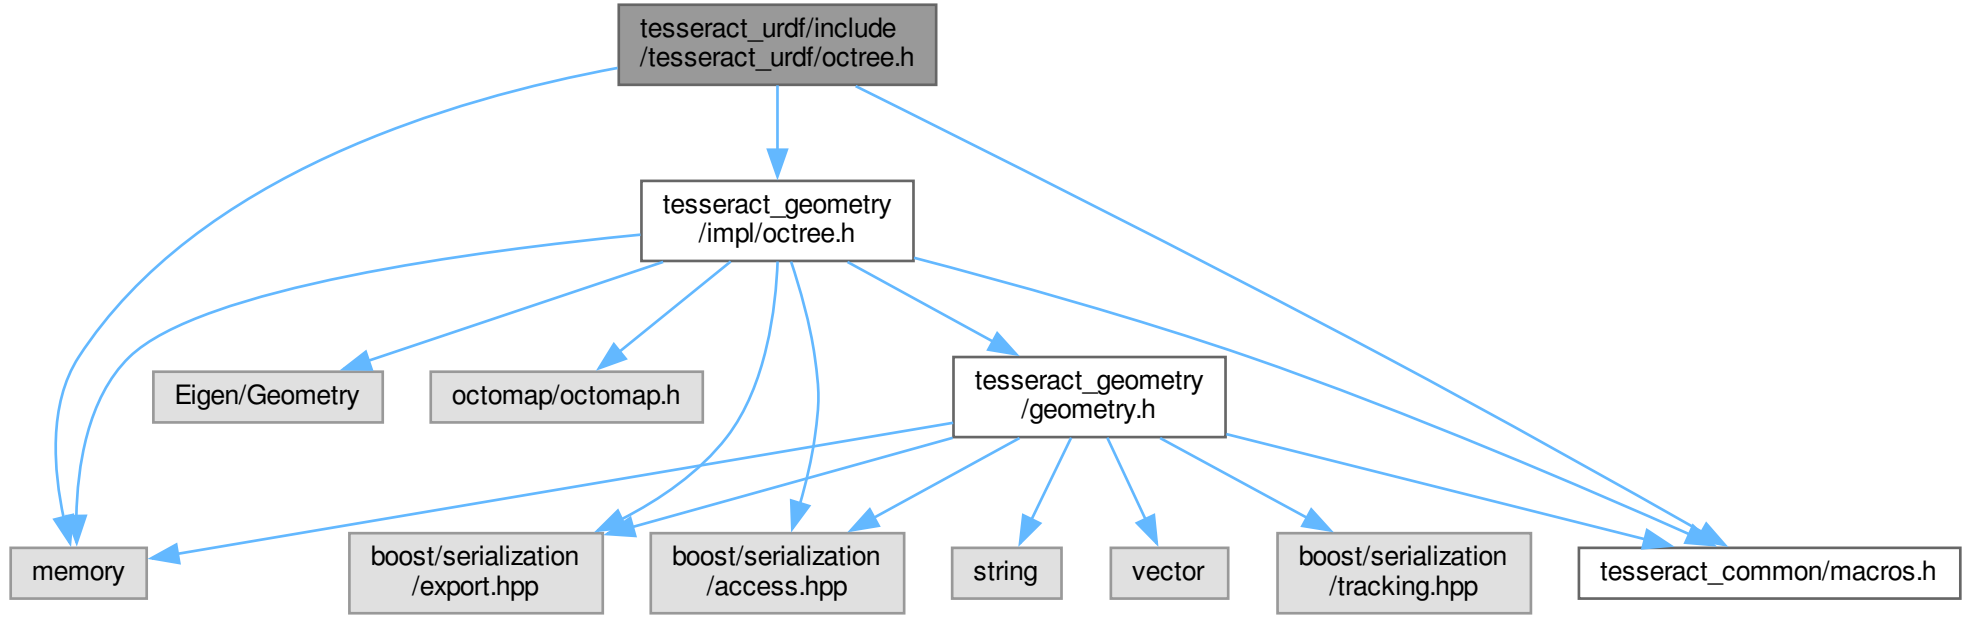 tesseract_urdf/include
/tesseract_urdf/octree.h
tesseract_geometry
/impl/octree.h
Eigen/Geometry
octomap/octomap.h
tesseract_geometry
/geometry.h
memory
boost/serialization
/export.hpp
boost/serialization
/access.hpp
string
vector
boost/serialization
/tracking.hpp
tesseract_common/macros.h